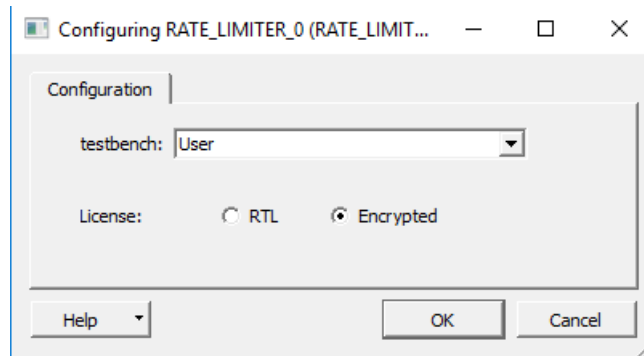 Configuring RATE_LIMITER_0 (RATE_LIMIT...
Configuration
testbench: User
License: RTL Encrypted
Help OK Cancel